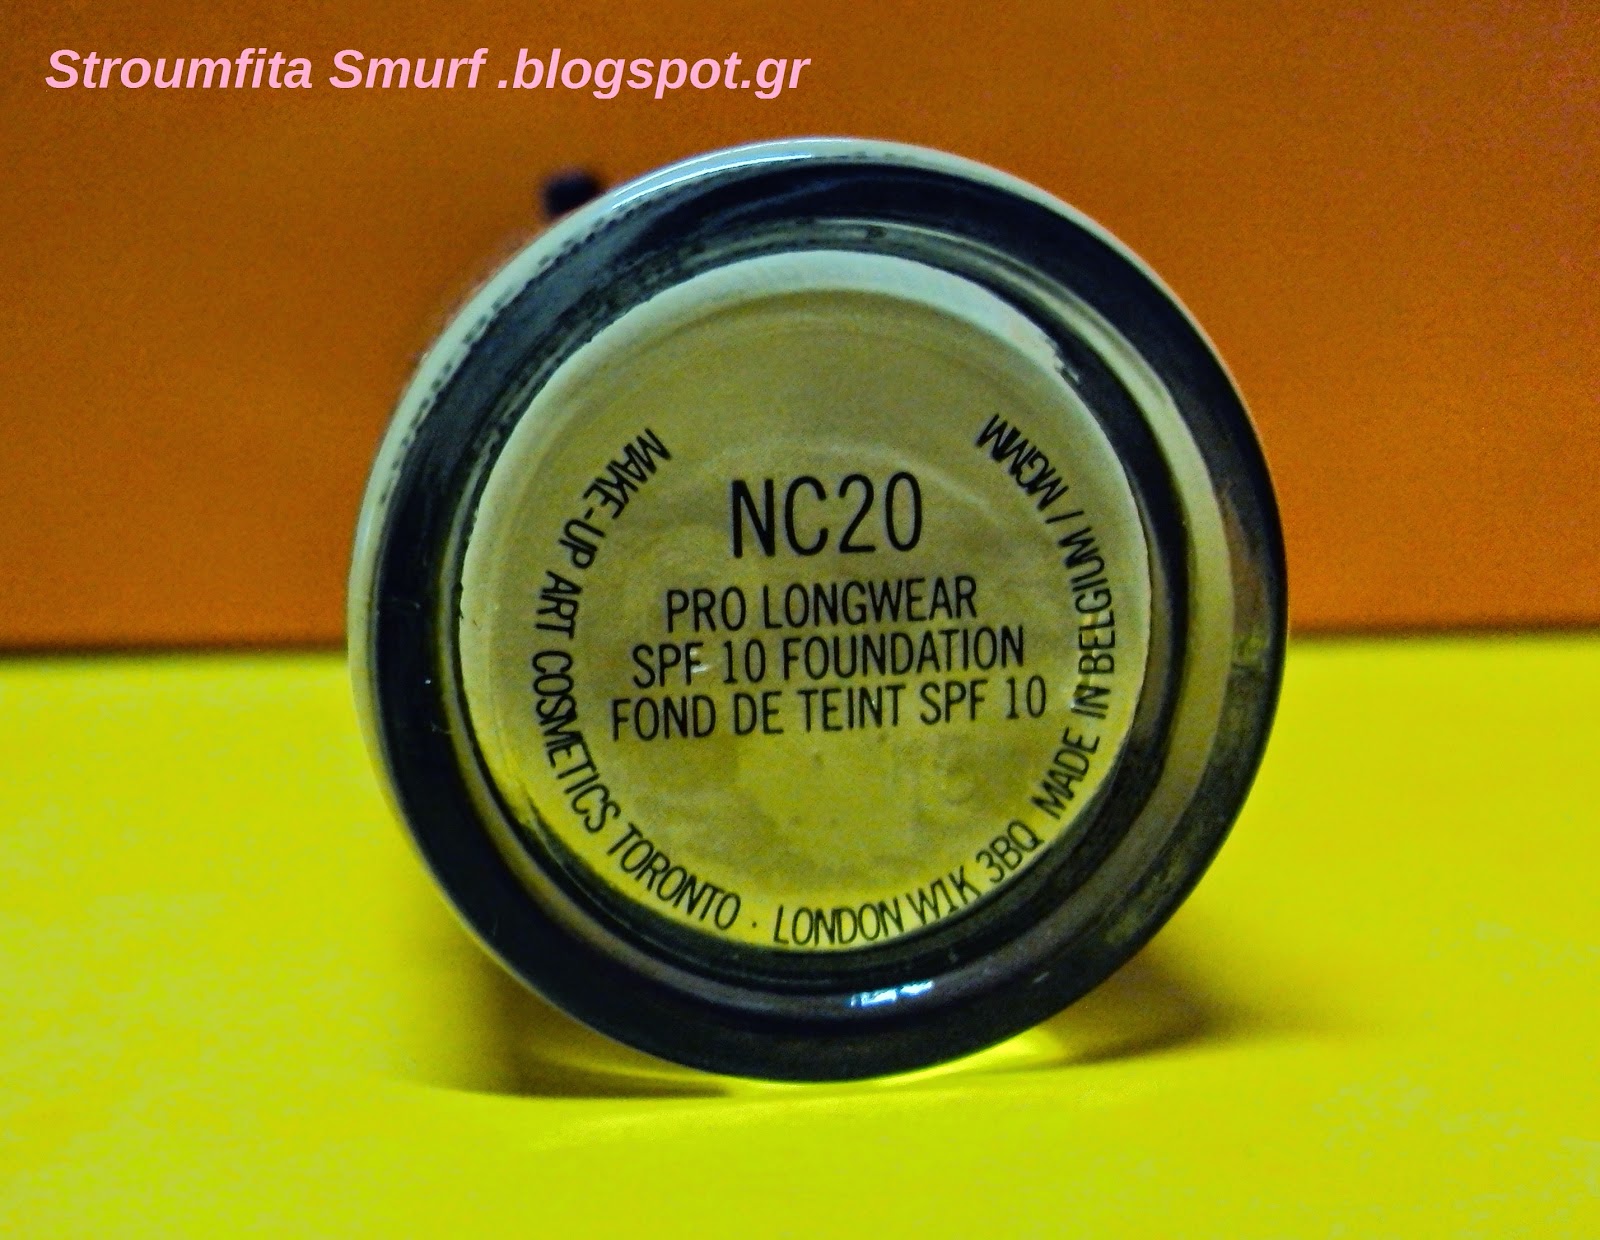 Stroumfita Smurf .blogspot.gr
NC20
PRO LONGWEAR
SPF 10 FOUNDATION
FOND DE TEINT SPF 10
MAKE-UP ART COSMETICS TORONTO · LONDON W1K 3BQ MADE IN BELGIUM / MGMM